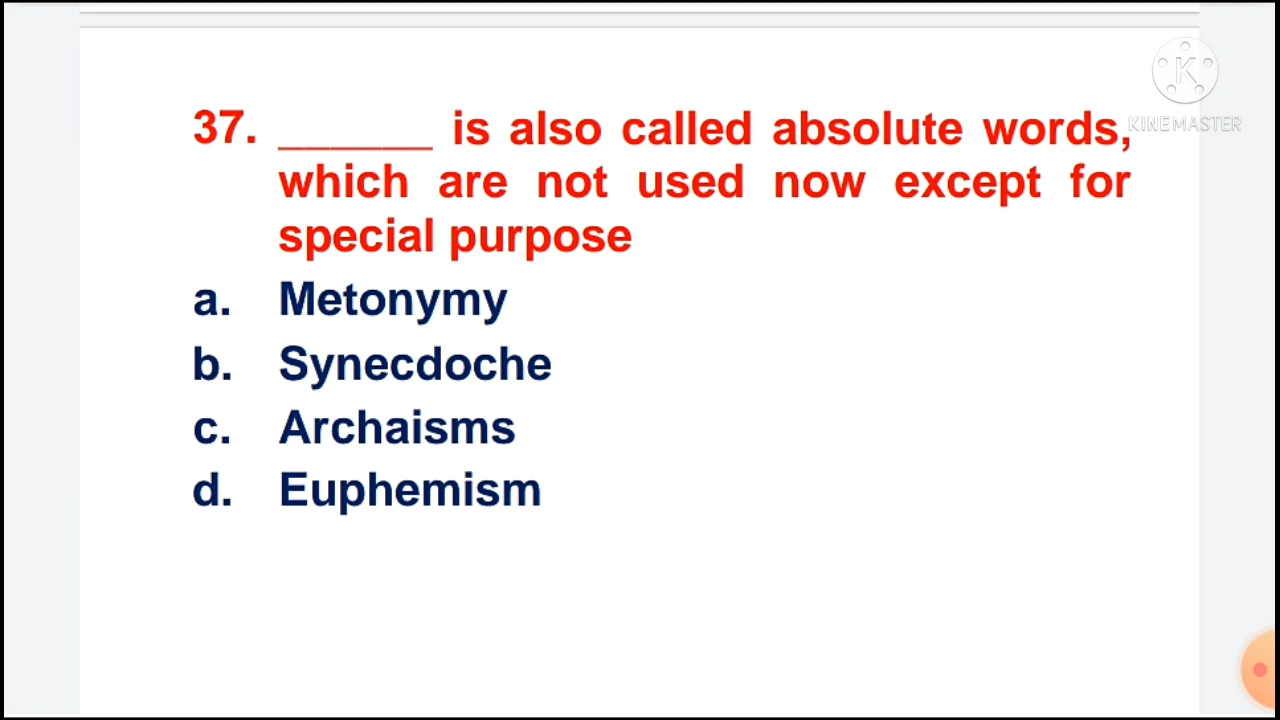 37. ______ is also called absolute words,
which are not used now except for
special purpose
a. Metonymy
b. Synecdoche
c. Archaisms
d. Euphemism
K
KINEMASTER